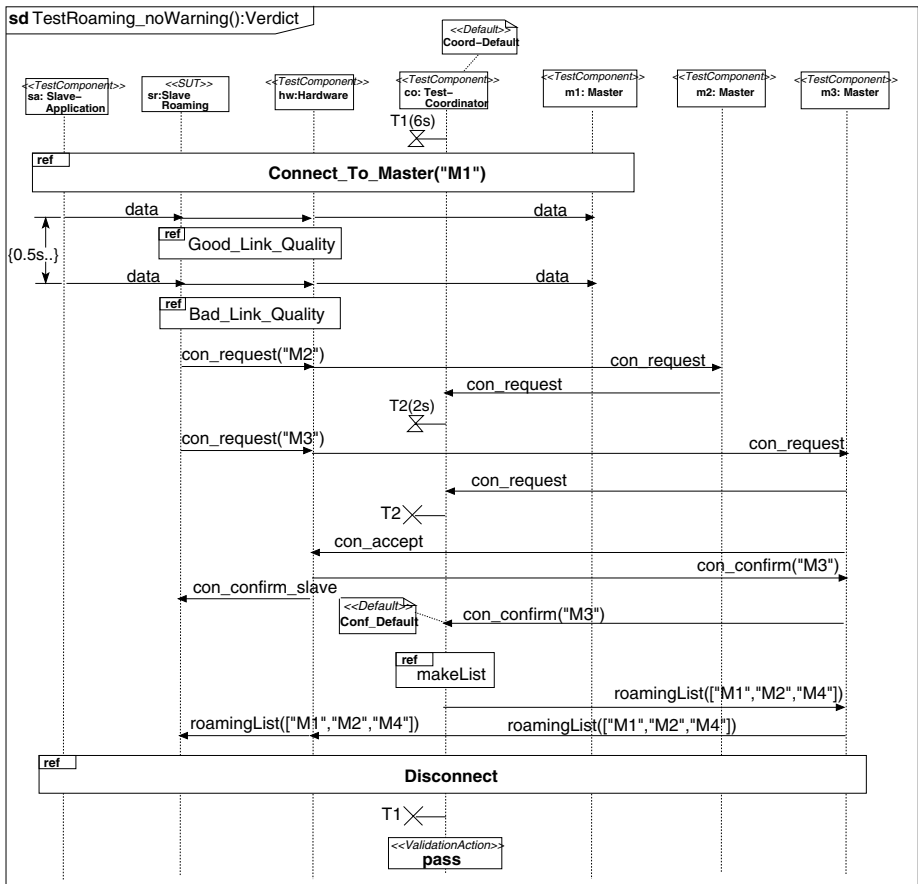 sd TestRoaming_noWarning():Verdict
<<Default>>
Coord–Default
<<TestComponent>>
sa: Slave–
Application
<<SUT>>
sr:Slave
Roaming
<<TestComponent>>
hw:Hardware
<<TestComponent>>
co: Test–
Coordinator
<<TestComponent>>
m1: Master
<<TestComponent>>
m2: Master
<<TestComponent>>
m3: Master
T1(6s)
ref
Connect_To_Master("M1")
data
data
ref
Good_Link_Quality
{0.5s..}
data
data
ref
Bad_Link_Quality
con_request("M2")
con_request
con_request
T2(2s)
con_request("M3")
con_request
con_request
T2
con_accept
con_confirm("M3")
con_confirm_slave
<<Default>>
Conf_Default
con_confirm("M3")
ref
makeList
roamingList(["M1","M2","M4"])
roamingList(["M1","M2","M4"])
roamingList(["M1","M2","M4"])
ref
Disconnect
T1
<<ValidationAction>>
pass